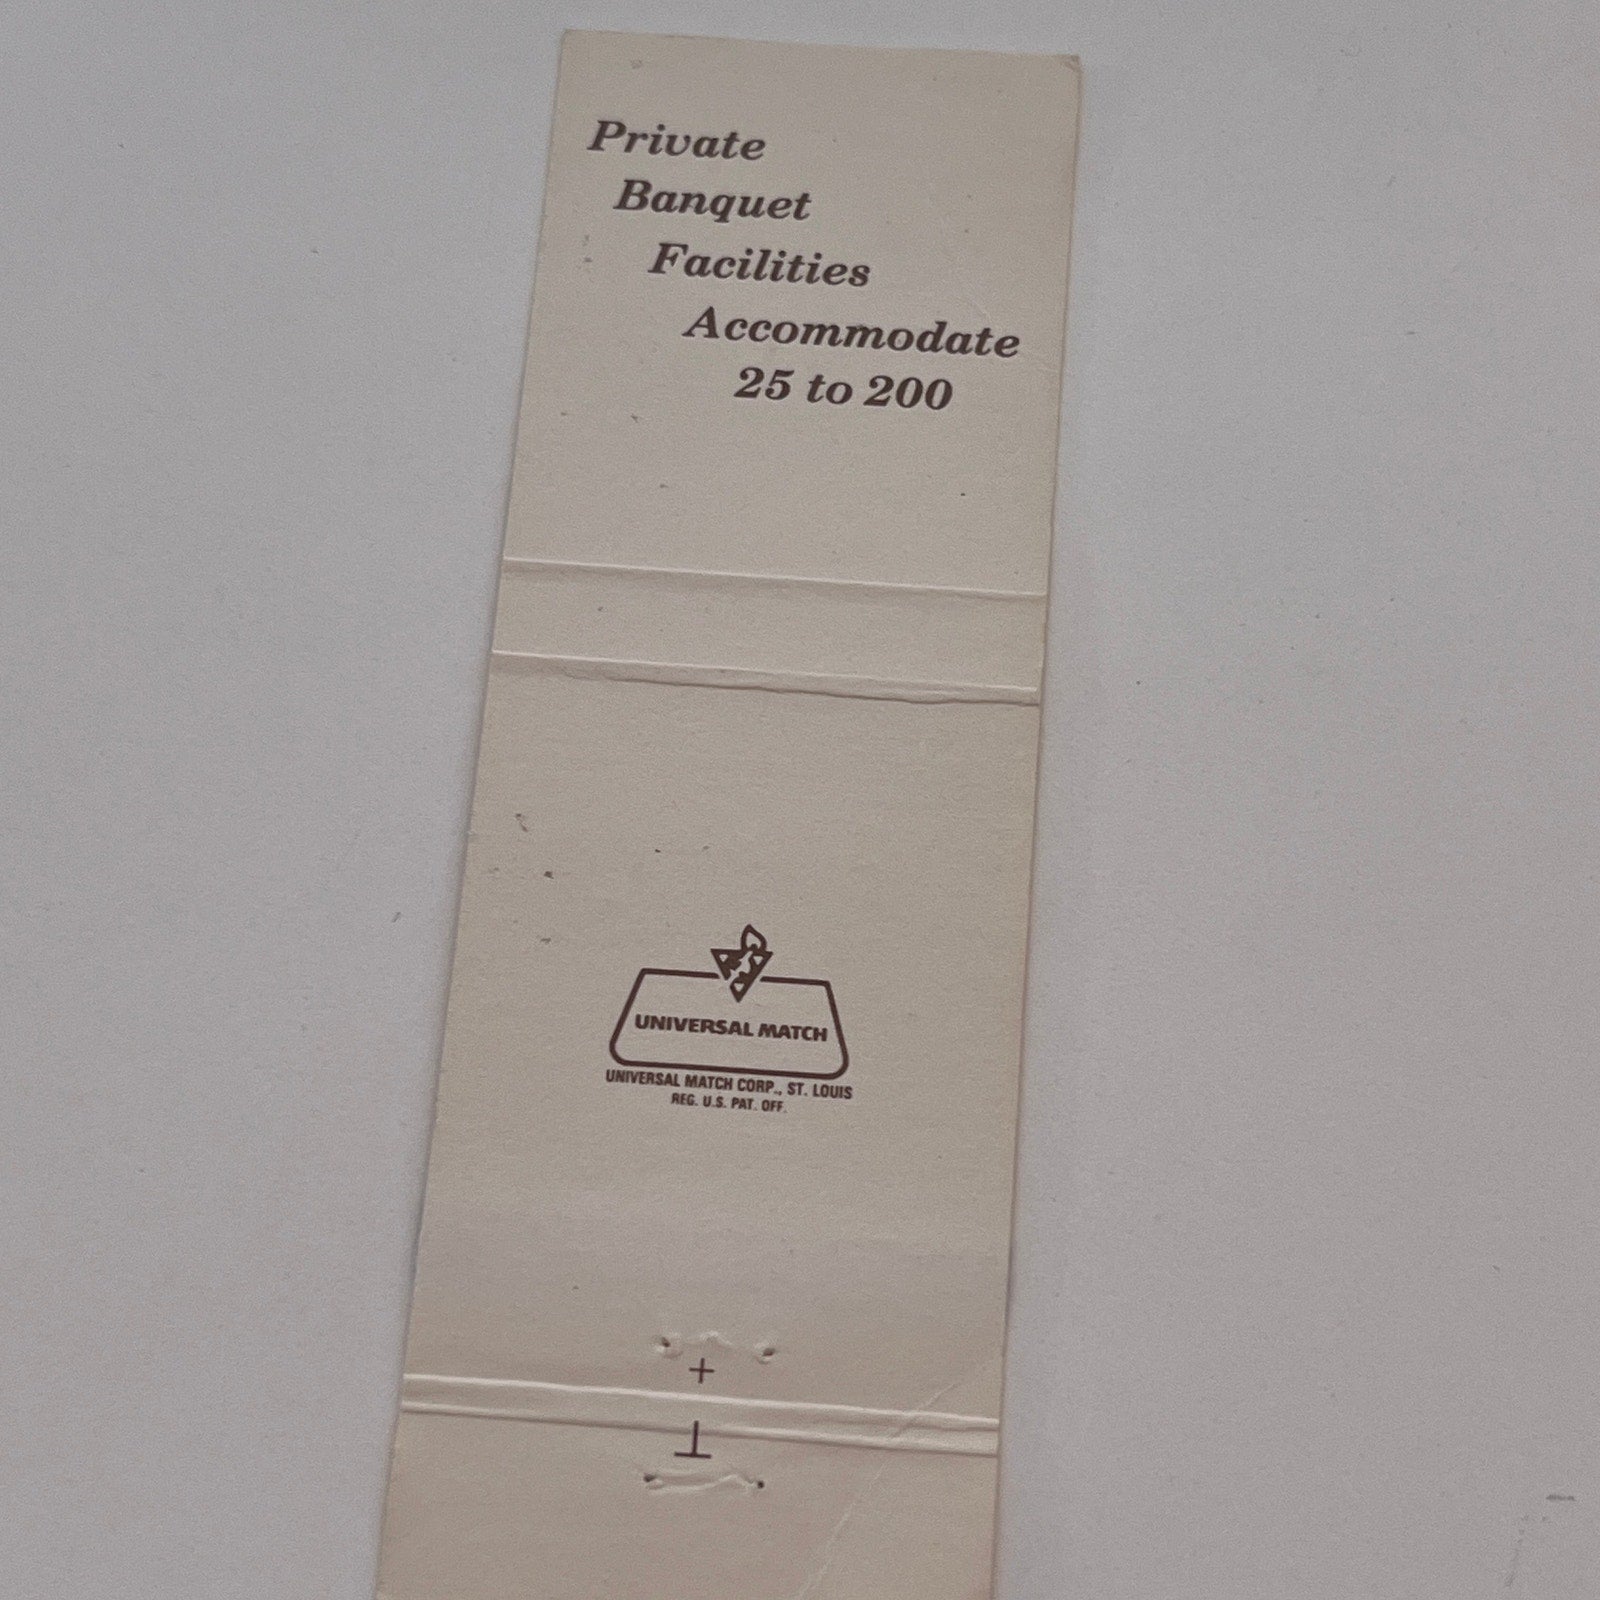 Private
Banquet
Facilities
Accommodate
25 to 200
UNIVERSAL MATCH
UNIVERSAL MATCH CORP., ST. LOUIS
REG. U.S. PAT. OFF.